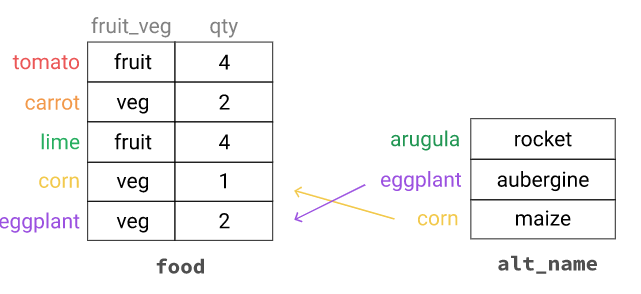 fruit_veg qty
tomato fruit 4
carrot veg 2
lime fruit 4
corn veg 1
eggplant veg 2
food
arugula rocket
eggplant aubergine
corn maize
alt_name